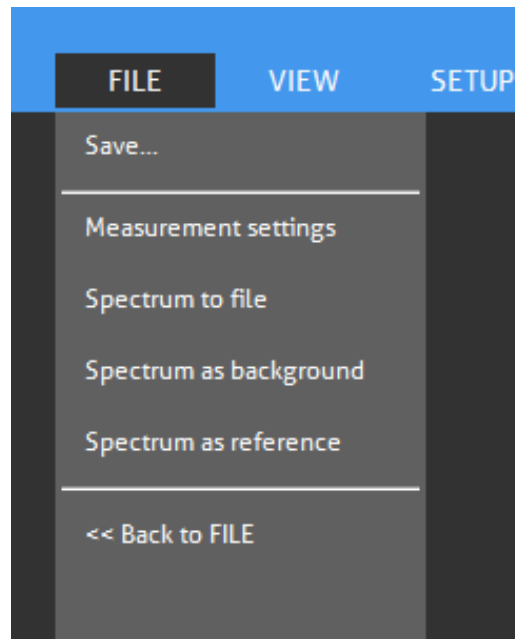 FILE VIEW SETUP
Save...
Measurement settings
Spectrum to file
Spectrum as background
Spectrum as reference
<< Back to FILE